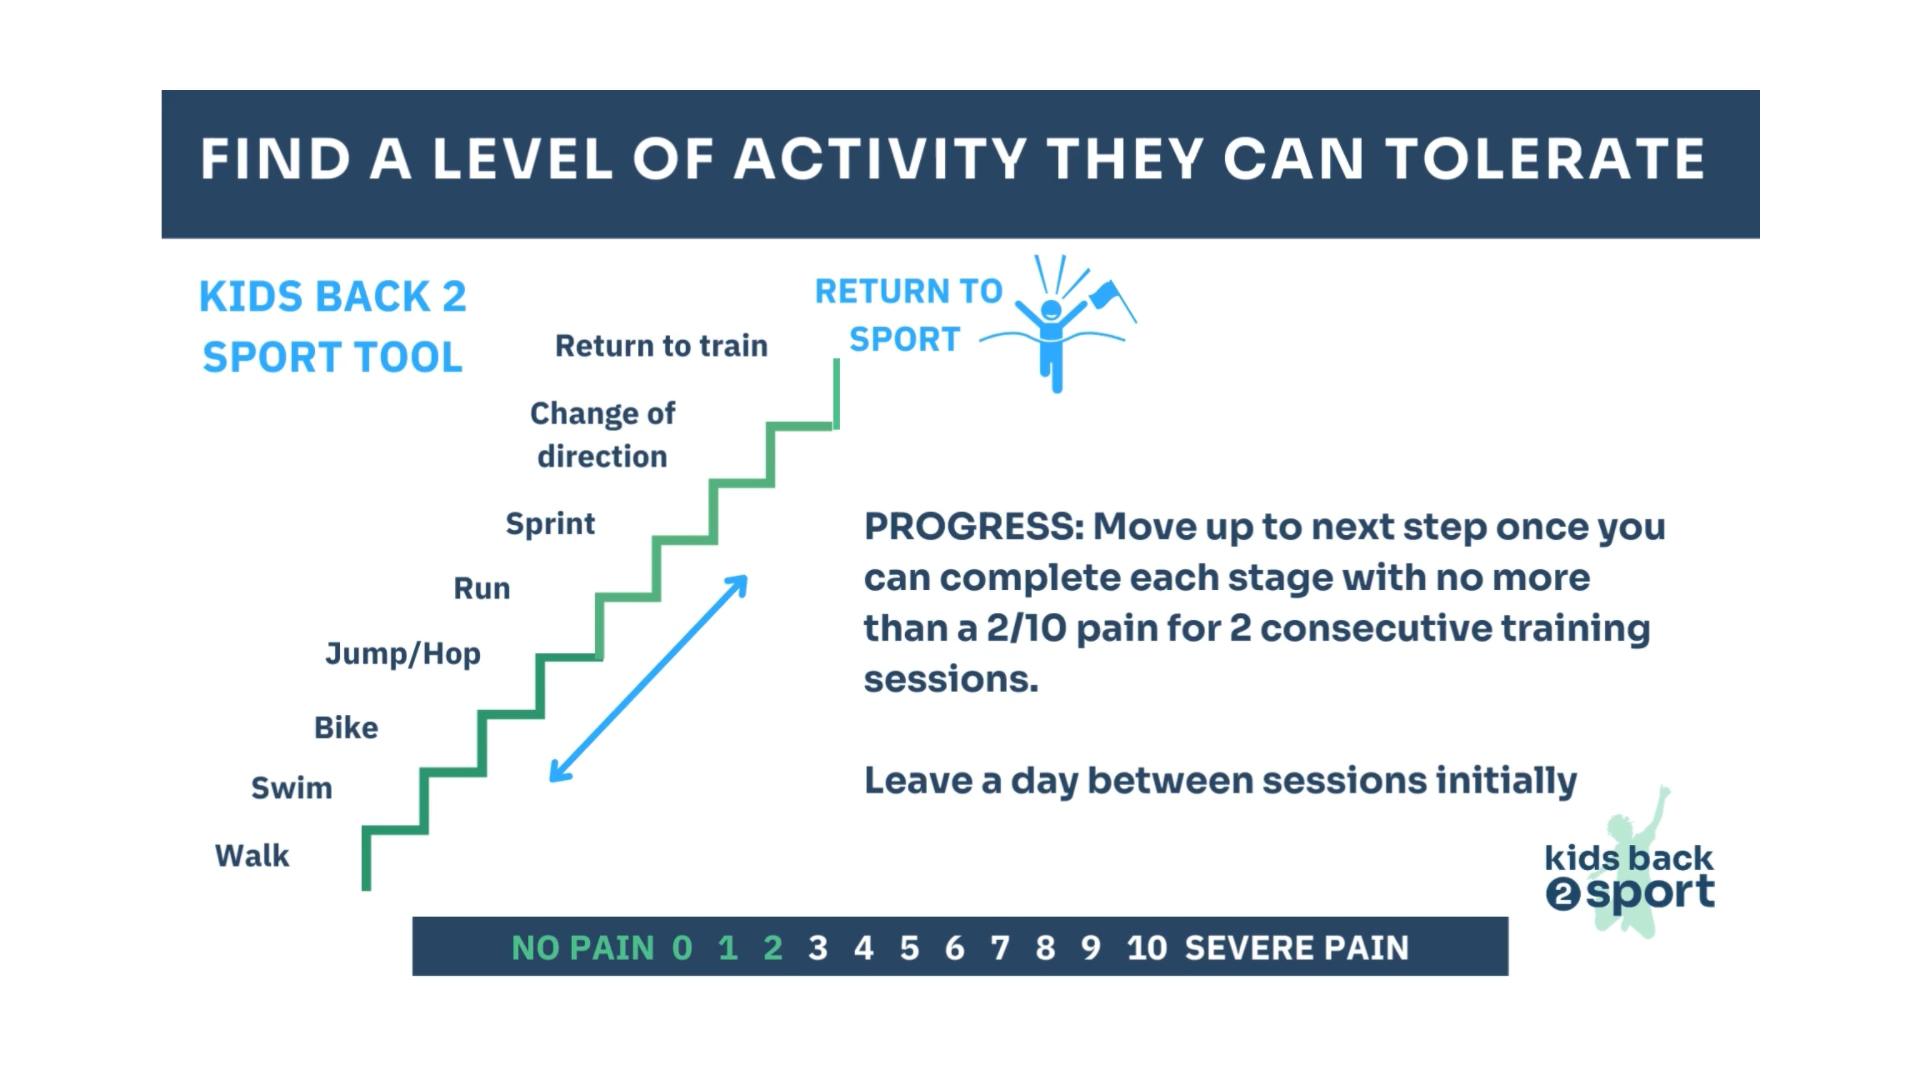 FIND A LEVEL OF ACTIVITY THEY CAN TOLERATE
KIDS BACK 2
SPORT TOOL
RETURN TO
SPORT
Return to train
Change of
direction
Sprint
Run
Jump/Hop
Bike
Swim
Walk
PROGRESS: Move up to next step once you
can complete each stage with no more
than a 2/10 pain for 2 consecutive training
sessions.
Leave a day between sessions initially
kids back
2 sport
NO PAIN 0 1 2 3 4 5 6 7 8 9 10 SEVERE PAIN